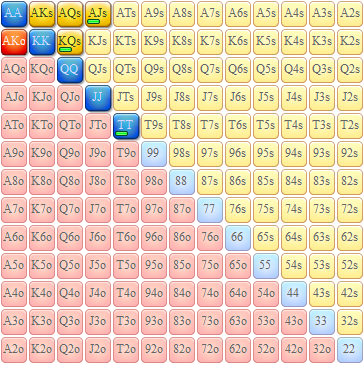 AA AKs AQs AJs ATs A9s A8s A7s A6s A5s A4s A3s A2s
AKo KK KQs KJs KTs K9s K8s K7s K6s K5s K4s K3s K2s
AQo KQo QQ QJs QTs Q9s Q8s Q7s Q6s Q5s Q4s Q3s Q2s
AJo KJo QJo JJ JTs J9s J8s J7s J6s J5s J4s J3s J2s
ATo KTo QTo JTo TT T9s T8s T7s T6s T5s T4s T3s T2s
A9o K9o Q9o J9o T9o 99 98s 97s 96s 95s 94s 93s 92s
A8o K8o Q8o J8o T8o 98o 88 87s 86s 85s 84s 83s 82s
A7o K7o Q7o J7o T7o 97o 87o 77 76s 75s 74s 73s 72s
A6o K6o Q6o J6o T6o 96o 86o 76o 66 65s 64s 63s 62s
A5o K5o Q5o J5o T5o 95o 85o 75o 65o 55 54s 53s 52s
A4o K4o Q4o J4o T4o 94o 84o 74o 64o 54o 44 43s 42s
A3o K3o Q3o J3o T3o 93o 83o 73o 63o 53o 43o 33 32s
A2o K2o Q2o J2o T2o 92o 82o 72o 62o 52o 42o 32o 22